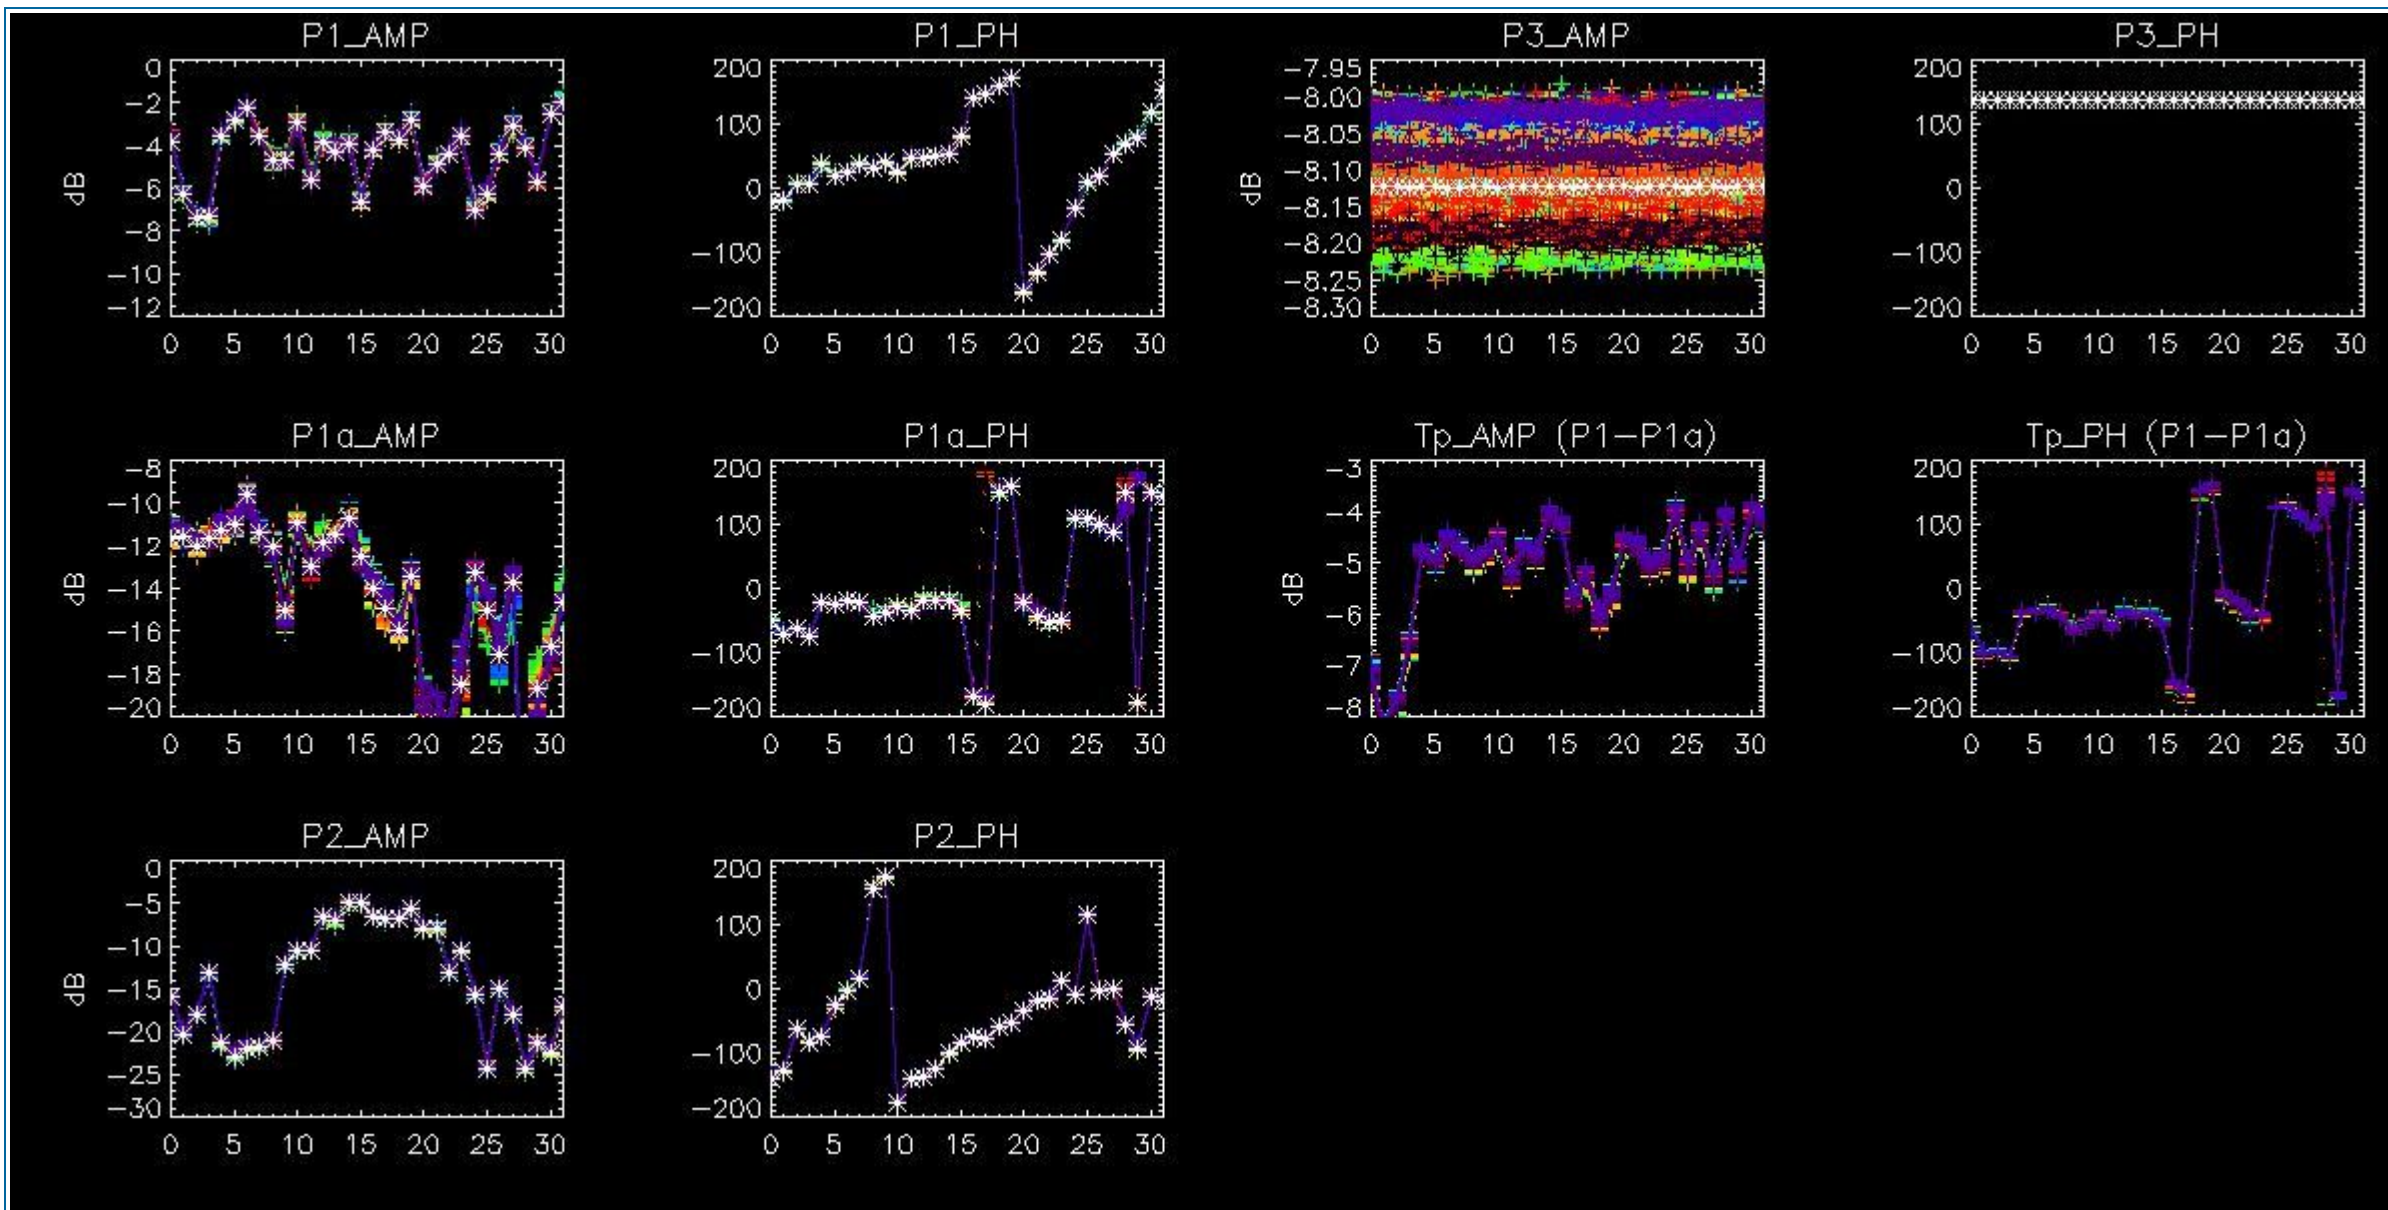 P1_AMP P1_PH P3_AMP P3_PH
0 200 -7.95 200
-2 100 -8.00 100
-4 0 -8.05 0
-6 -100 -8.10 -100
-8 -200 -8.15 -200
-10 -8.20
-12 -8.25
-8.30
dB dB
0 5 10 15 20 25 30 0 5 10 15 20 25 30 0 5 10 15 20 25 30 0 5 10 15 20 25 30
P1a_AMP P1a_PH Tp_AMP (P1-P1a) Tp_PH (P1-P1a)
-8 200 -3 200
-10 100 -4 100
-12 0 -5 0
-14 -100 -6 -100
-16 -200 -7 -200
-18 -8
-20
dB dB
0 5 10 15 20 25 30 0 5 10 15 20 25 30 0 5 10 15 20 25 30 0 5 10 15 20 25 30
P2_AMP P2_PH
0 200
-5 100
-10 0
-15 -100
-20 -200
-25
-30
dB
0 5 10 15 20 25 30 0 5 10 15 20 25 30